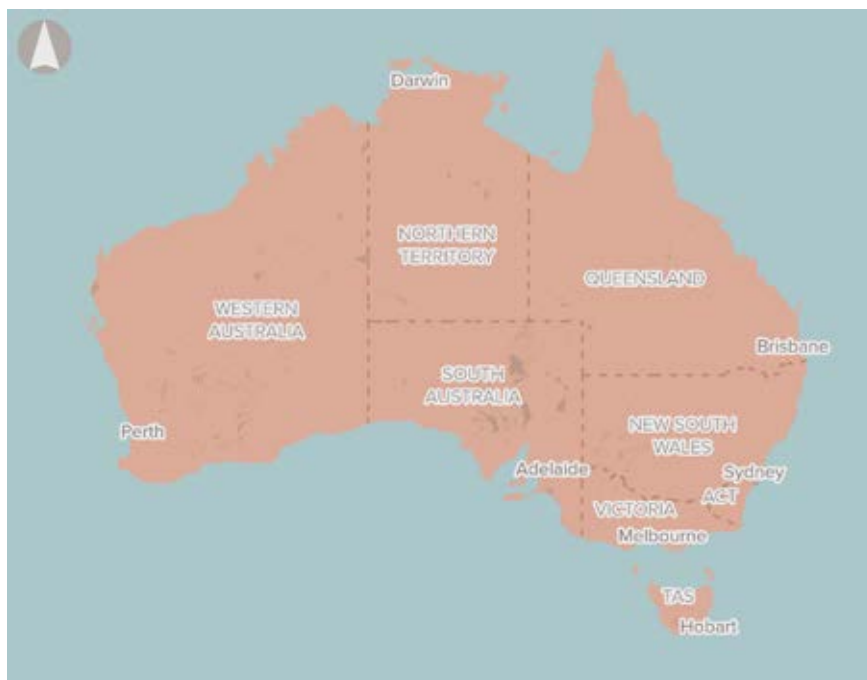 Darwin
NORTHERN
TERRITORY
QUEENSLAND
WESTERN
AUSTRALIA
Brisbane
SOUTH
AUSTRALIA
NEW SOUTH
WALES
Perth
Adelaide
Sydney
ACT
VICTORIA
Melbourne
TAS
Hobart